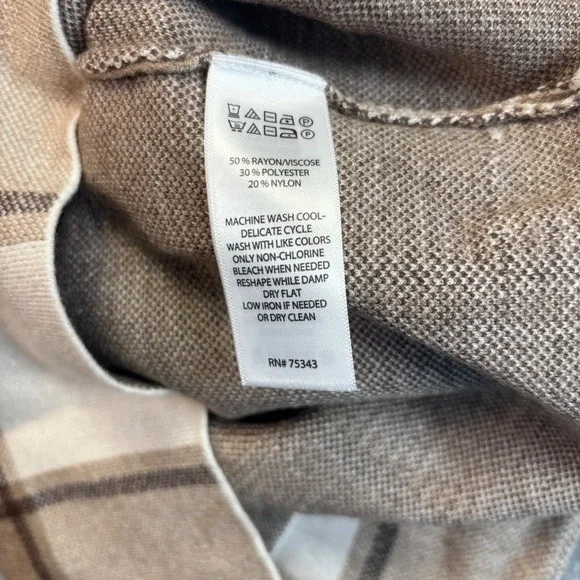 50 % RAYON/VISCOSE
30 % POLYESTER
20 % NYLON
MACHINE WASH COOL-
DELICATE CYCLE
WASH WITH LIKE COLORS
ONLY NON-CHLORINE
BLEACH WHEN NEEDED
RESHAPE WHILE DAMP
DRY FLAT
LOW IRON IF NEEDED
OR DRY CLEAN
RN# 75343